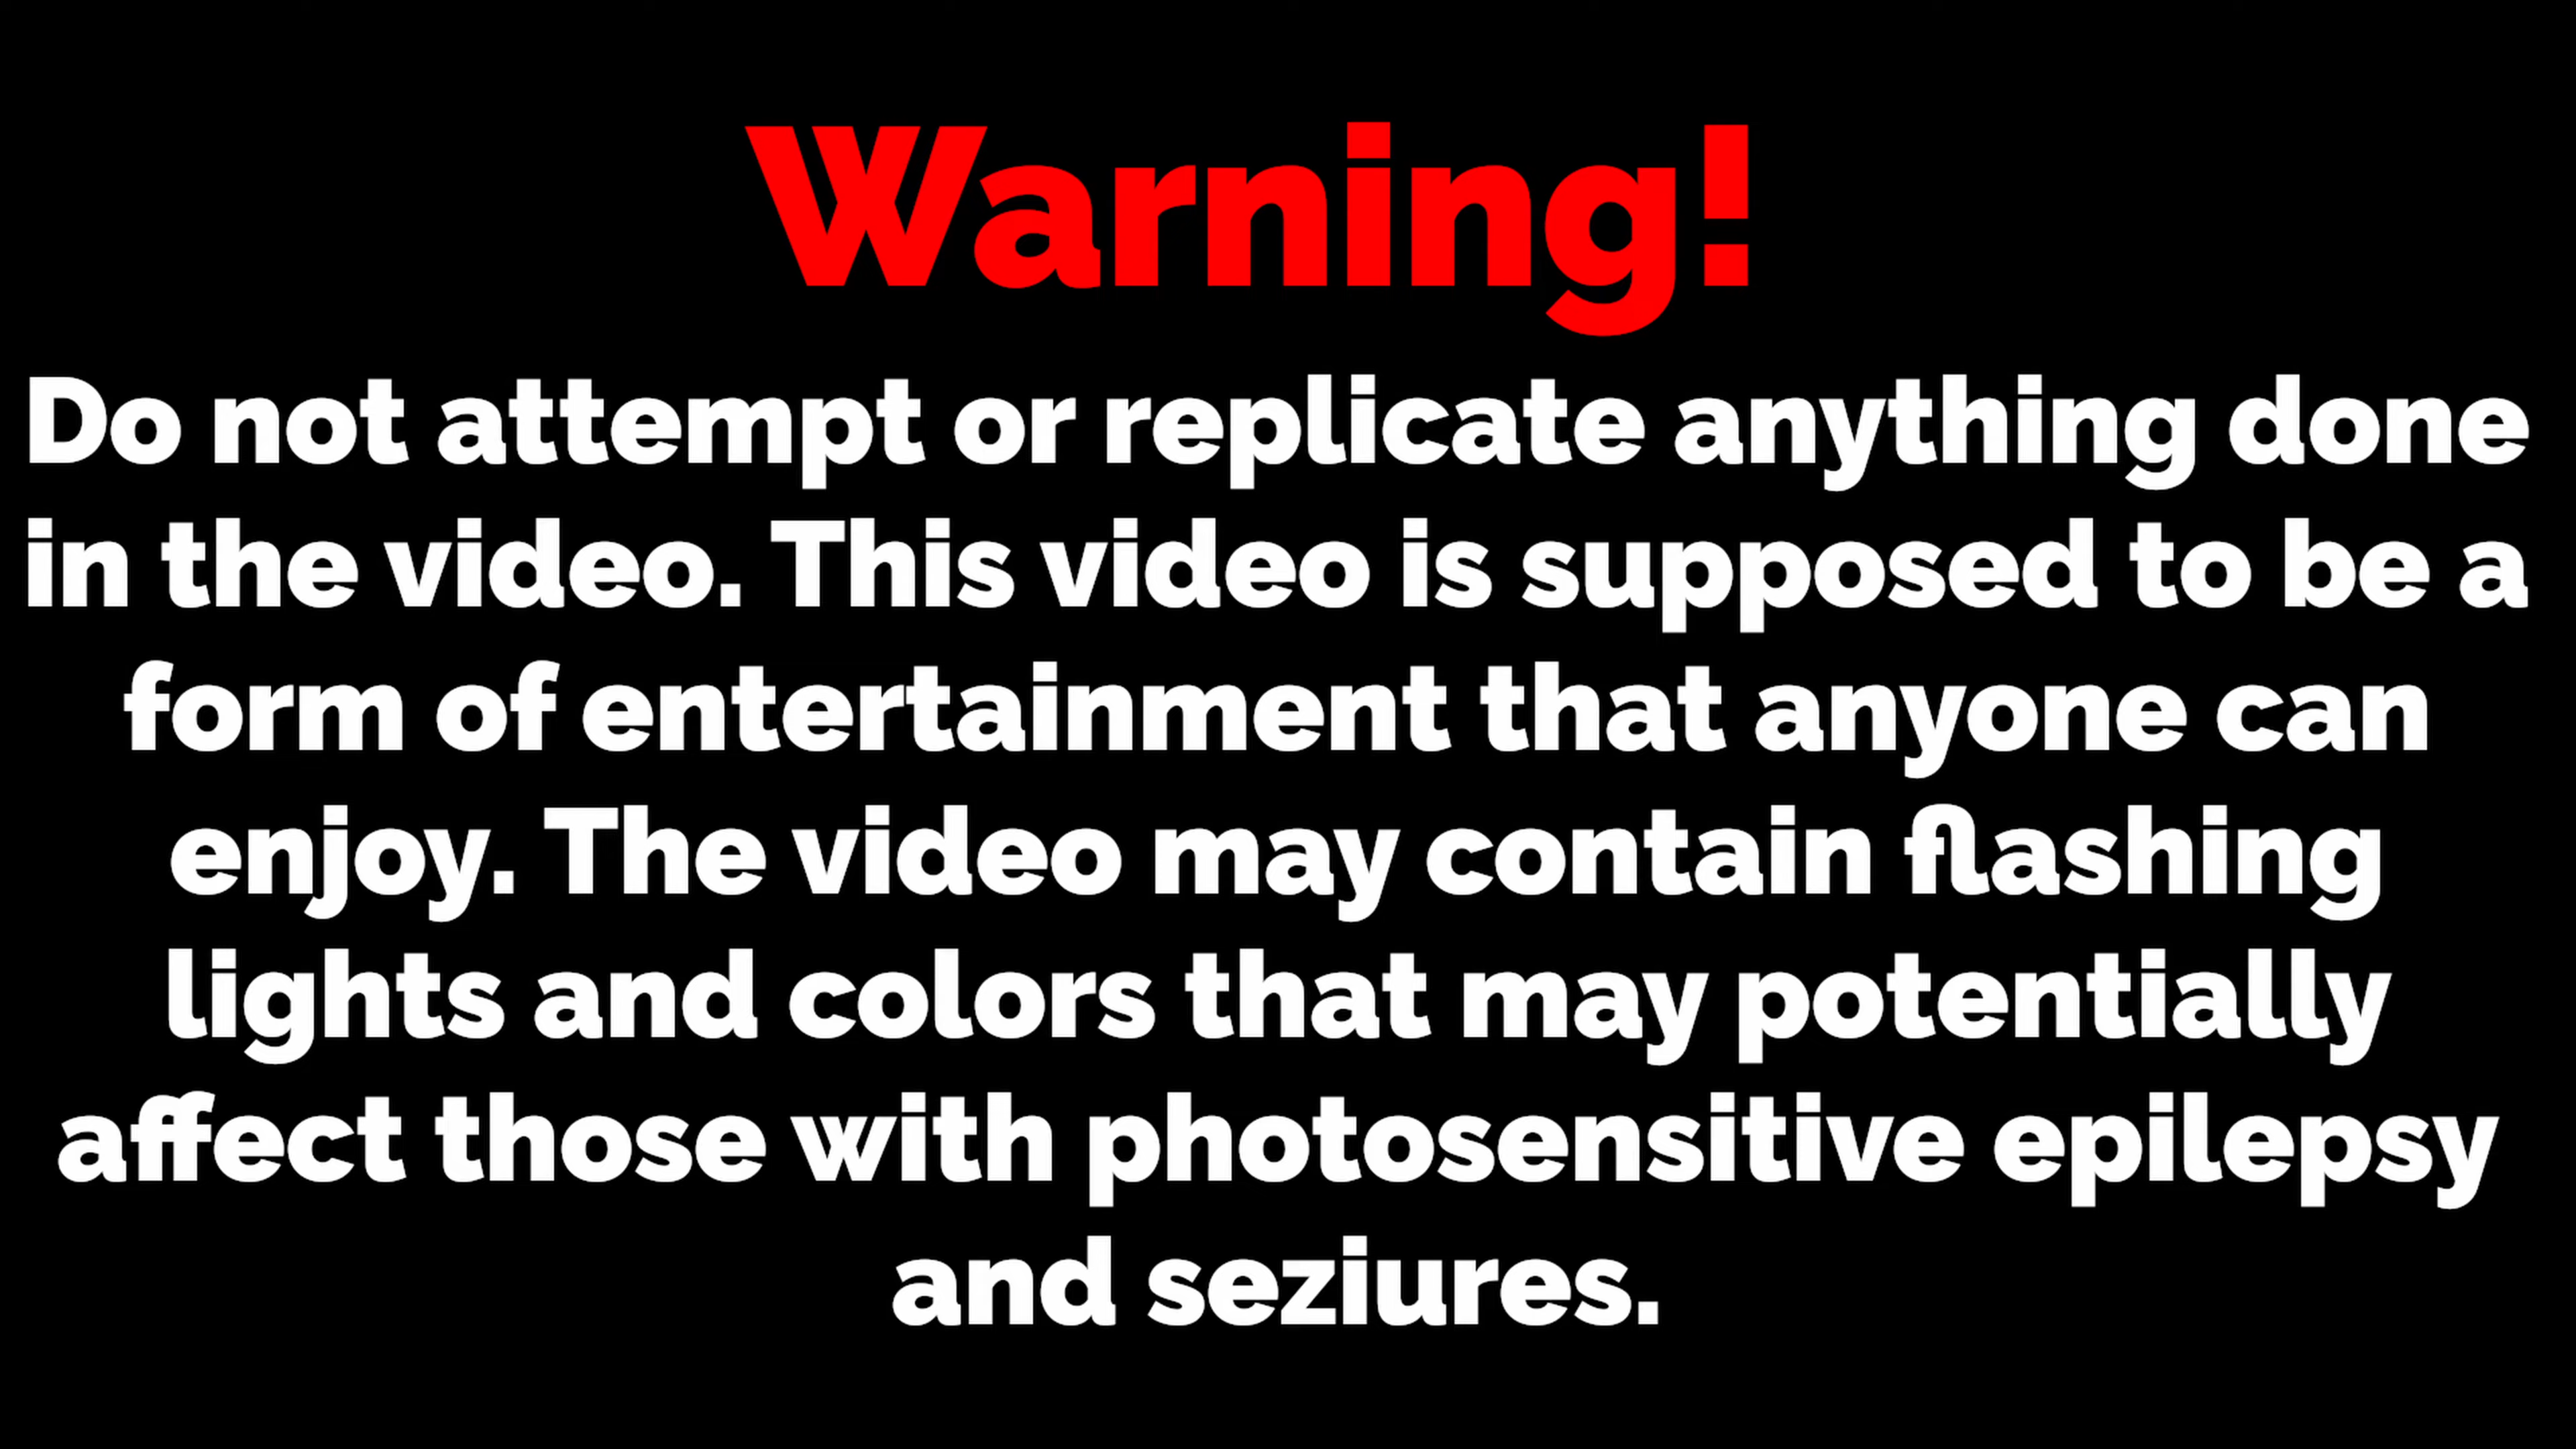 Warning!
Do not attempt or replicate anything done
in the video. This video is supposed to be a
form of entertainment that anyone can
enjoy. The video may contain flashing
lights and colors that may potentially
affect those with photosensitive epilepsy
and seziures.